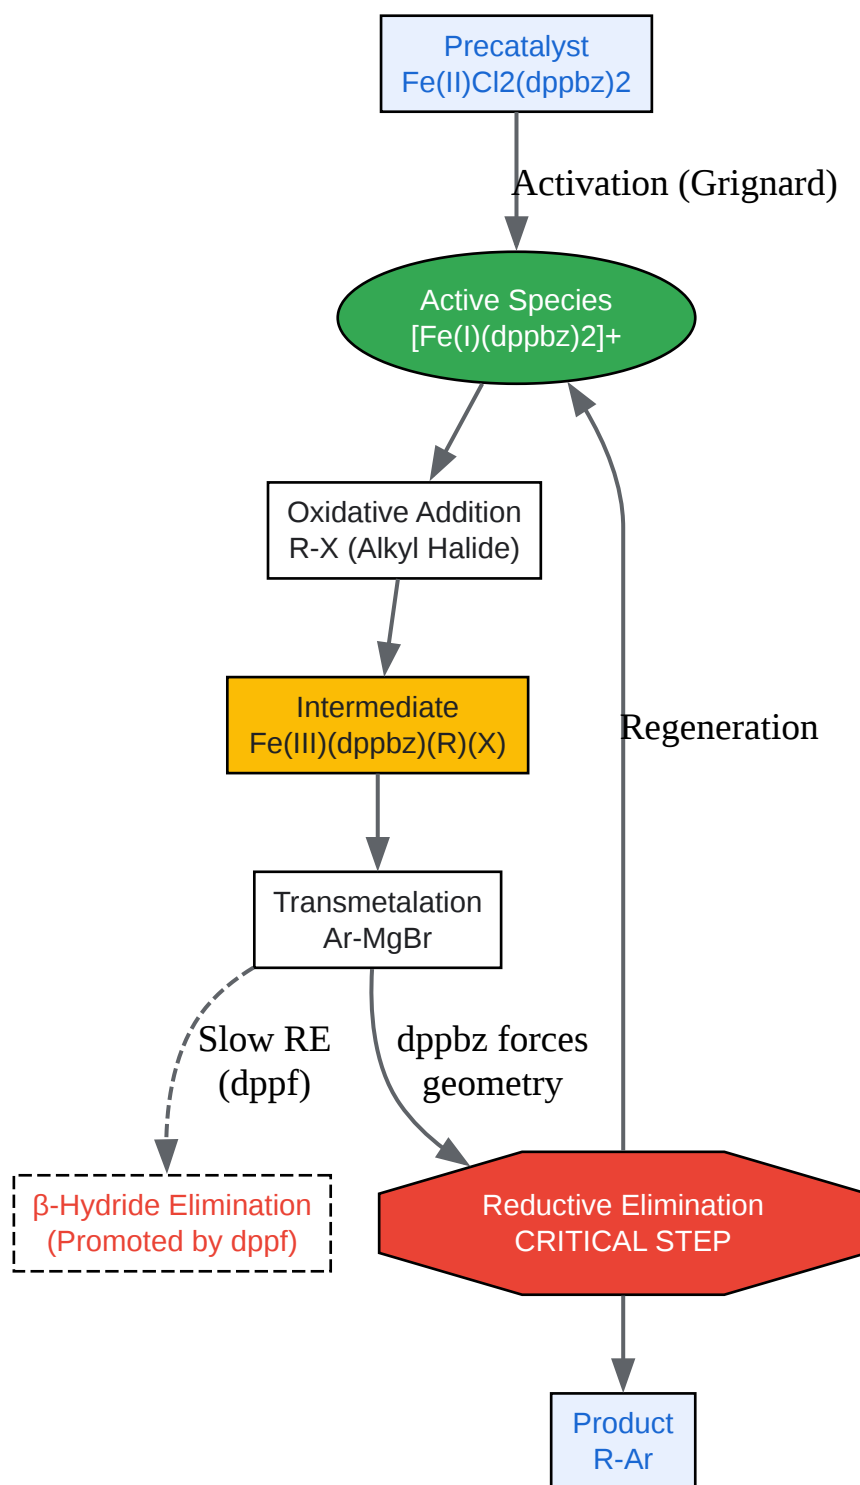 Precatalyst
Fe(II)Cl2(dppbz)2
Activation (Grignard)
Active Species
[Fe(I)(dppbz)2]+
Oxidative Addition
R-X (Alkyl Halide)
Intermediate
Fe(III)(dppbz)(R)(X)
Regeneration
Transmetalation
Ar-MgBr
Slow RE
(dppf)
dppbz forces
geometry
β-Hydride Elimination
(Promoted by dppf)
Reductive Elimination
CRITICAL STEP
Product
R-Ar